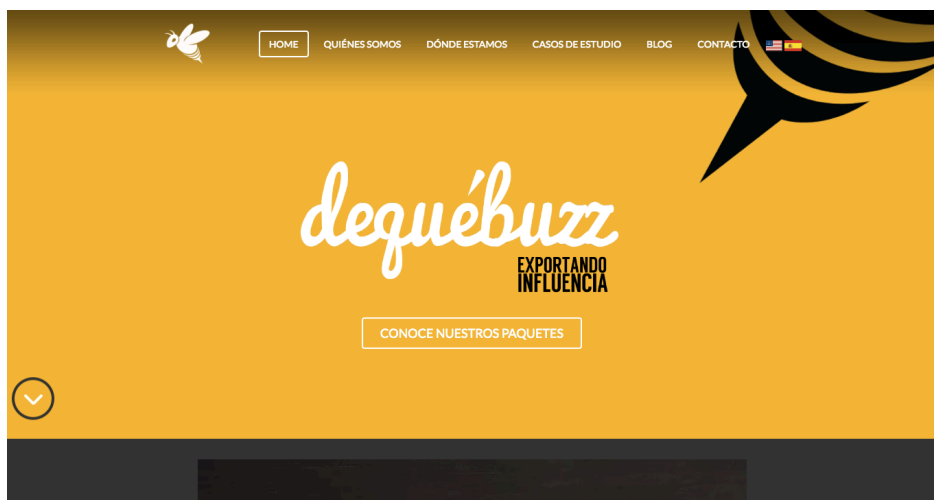 HOME QUIÉNES SOMOS DÓNDE ESTAMOS CASOS DE ESTUDIO BLOG CONTACTO
dequébuzz
EXPORTANDO
INFLUENCIA
CONOCE NUESTROS PAQUETES